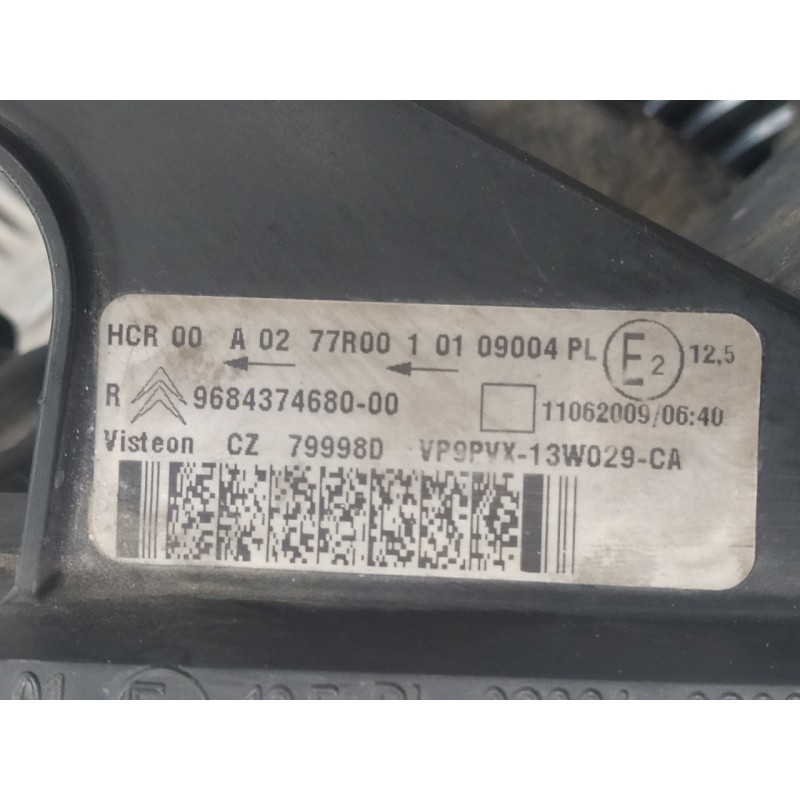 HCR 00 A 02 77R00 1 01 09004 PL E2 12,5
R 9684374680-00 11062009/06:40
Visteon CZ 79998D VP9PVX-13W029-CA
01 E